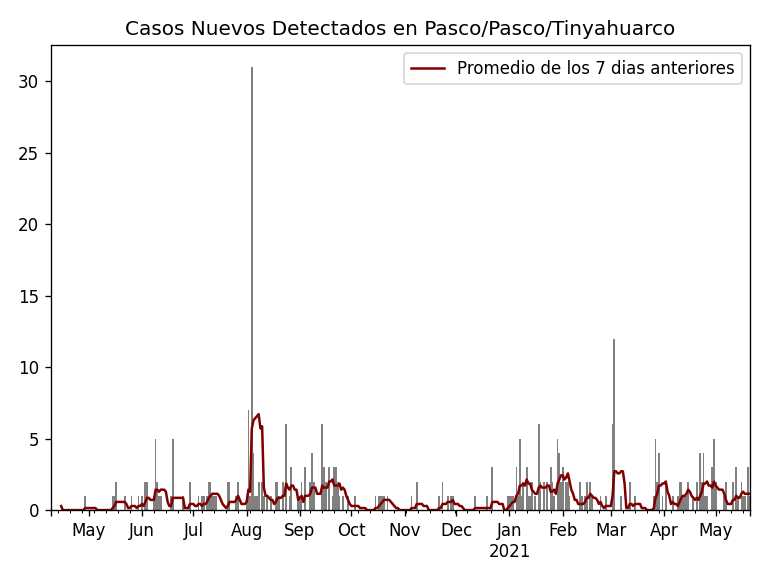 Casos Nuevos Detectados en Pasco/Pasco/Tinyahuarco
Promedio de los 7 dias anteriores
30
25
20
15
10
5
0
May Jun Jul Aug Sep Oct Nov Dec Jan Feb Mar Apr May
2021